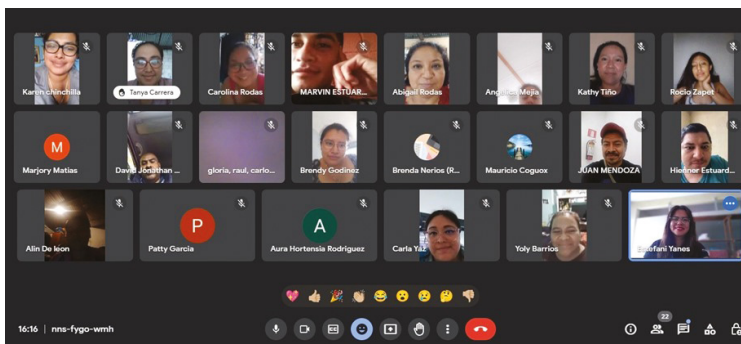 Karen chinchilla
Tanya Carrera
Carolina Rodas
MARVIN ESTUAR...
Abigail Rodas
Angelica Mejia
Kathy Tiño
Rocio Zapet
M
Marjory Matias
David Jonathan ...
gloria, raul, carlo...
Brendy Godinez
Brenda Nerios (R...
Mauricio Coguox
JUAN MENDOZA
Hienner Estuard...
Alin De leon
P
Patty Garcia
A
Aura Hortensia Rodriguez
Carla
Yoly Barrios
Estefani Yanes
22
16:16 | nns-fygo-wmh